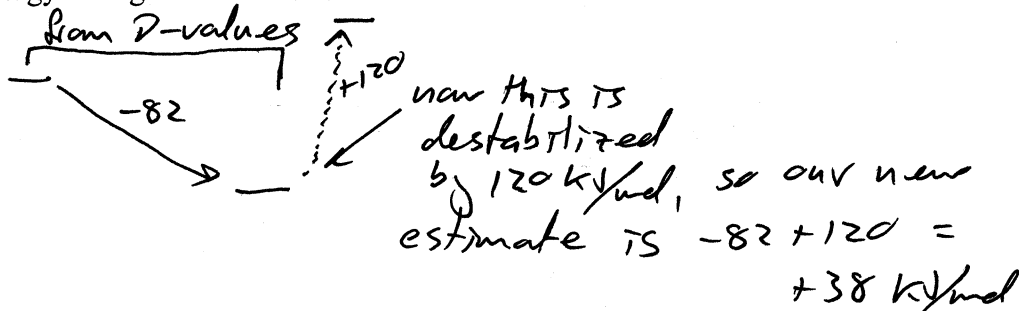 from D-values
-82
+120
now this is
destabilized
by 120 kJ/mol, so our new
estimate is -82 + 120 =
+38 kJ/mol